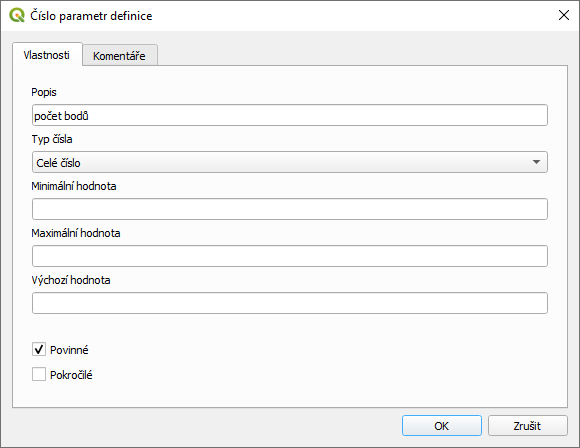 Číslo parametr definice
Vlastnosti
Komentáře
Popis
počet bodů
Typ čísla
Celé číslo
Minimální hodnota
Maximální hodnota
Výchozí hodnota
Povinné
Pokročilé
OK
Zrušit